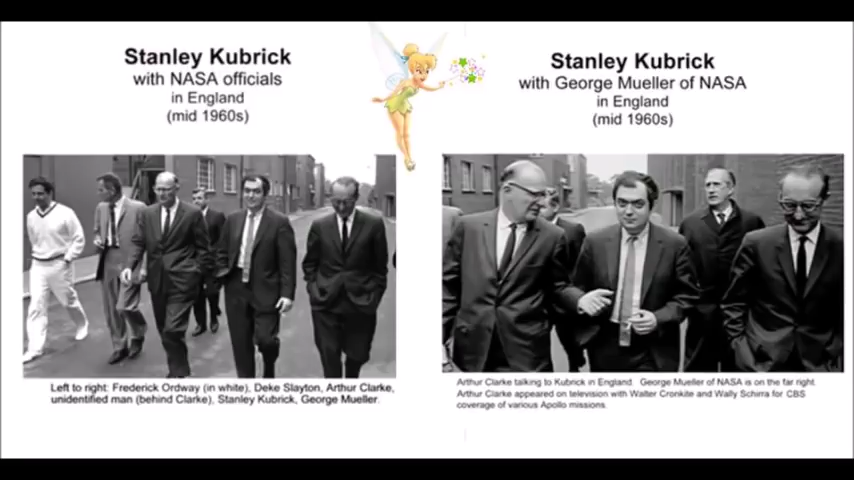 Stanley Kubrick
with NASA officials
in England
(mid 1960s)
Stanley Kubrick
with George Mueller of NASA
in England
(mid 1960s)
Left to right: Frederick Ordway (in white), Deke Slayton, Arthur Clarke,
unidentified man (behind Clarke), Stanley Kubrick, George Mueller.
Arthur Clarke talking to Kubrick in England. George Mueller of NASA is on the far right.
Arthur Clarke appeared on television with Walter Cronkite and Wally Schirra for CBS
coverage of various Apollo missions.